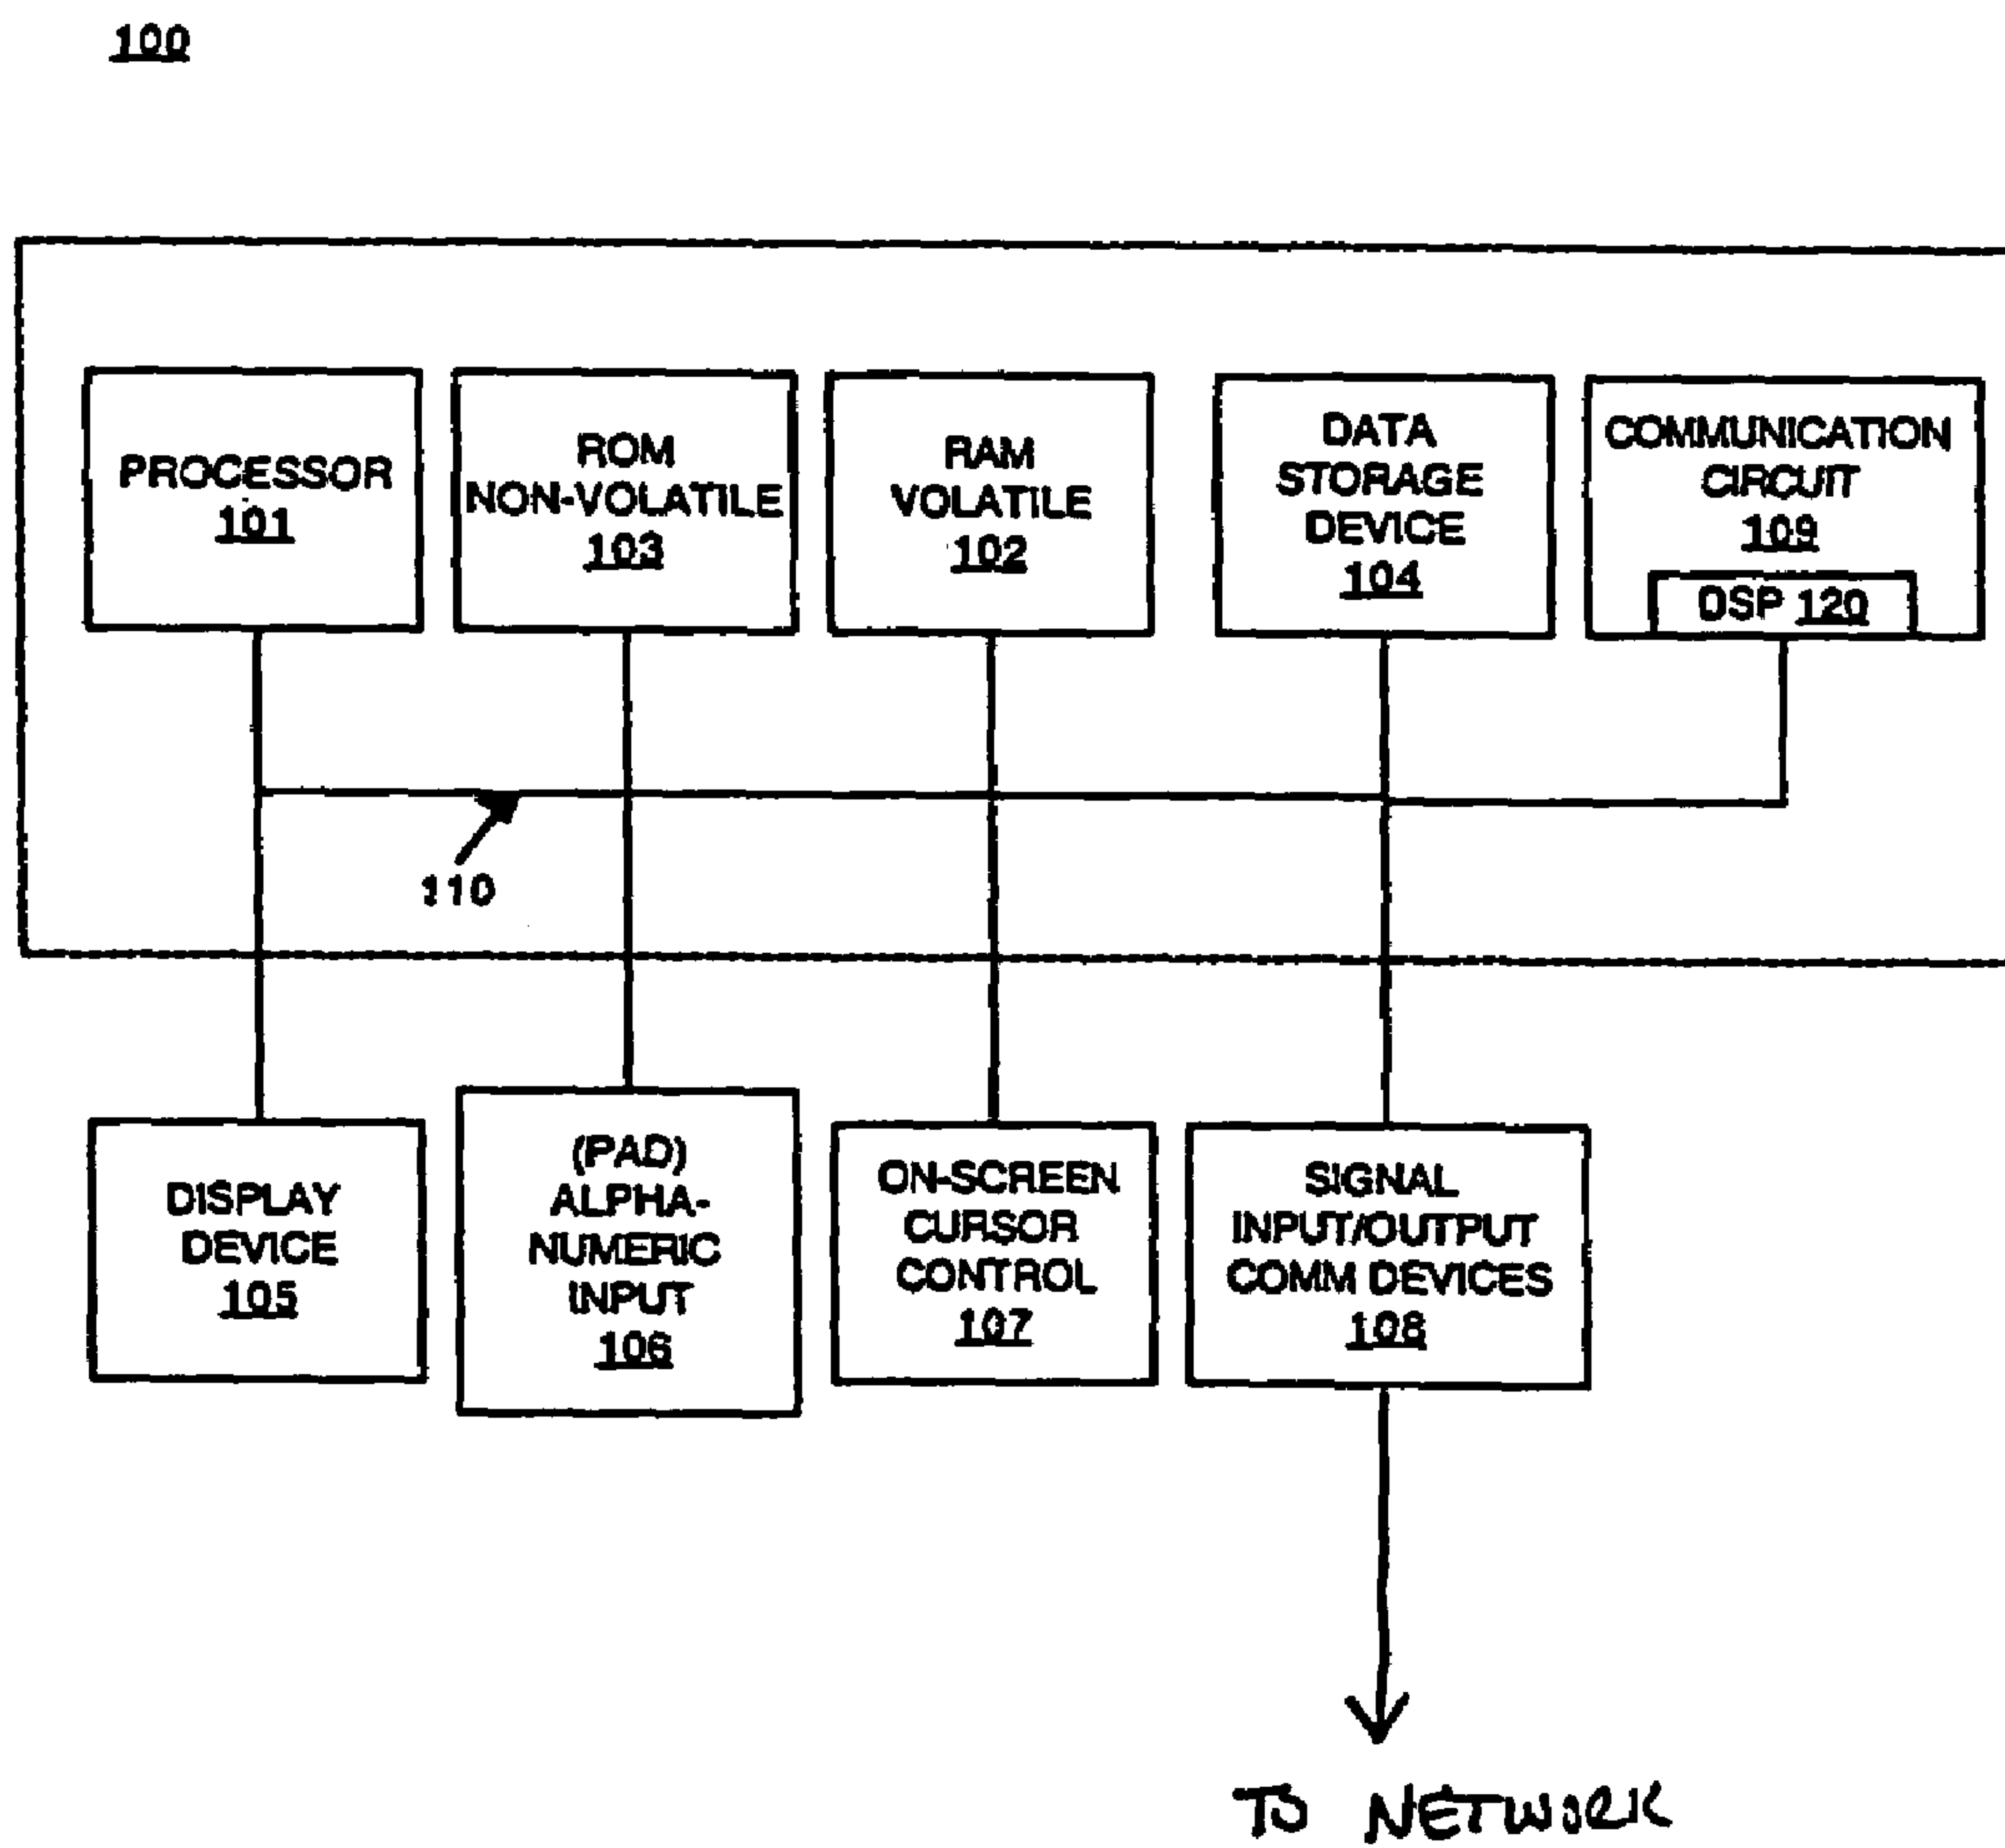 100
PROCESSOR
101
ROM
NON-VOLATILE
103
RAM
VOLATILE
102
DATA
STORAGE
DEVICE
104
COMMUNICATION
CIRCUIT
109
DSP 120
110
DISPLAY
DEVICE
105
(PAD)
ALPHA-
NUMERIC
INPUT
106
ON-SCREEN
CURSOR
CONTROL
107
SIGNAL
INPUT/OUTPUT
COMM DEVICES
108
TO NETWORK